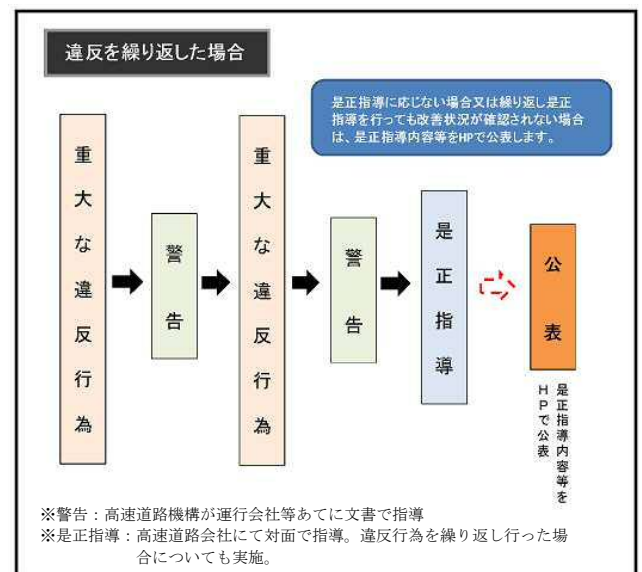 違反を繰り返した場合
是正指導に応じない場合又は繰り返し是正
指導を行っても改善状況が確認されない場合
は、是正指導内容等をHPで公表します。
重大な違反行為
警告
重大な違反行為
警告
是正指導
公表
是正指導内容等を
HPで公表
※警告：高速道路機構が運行会社等あてに文書で指導
※是正指導：高速道路会社にて対面で指導。違反行為を繰り返し行った場
合についても実施。